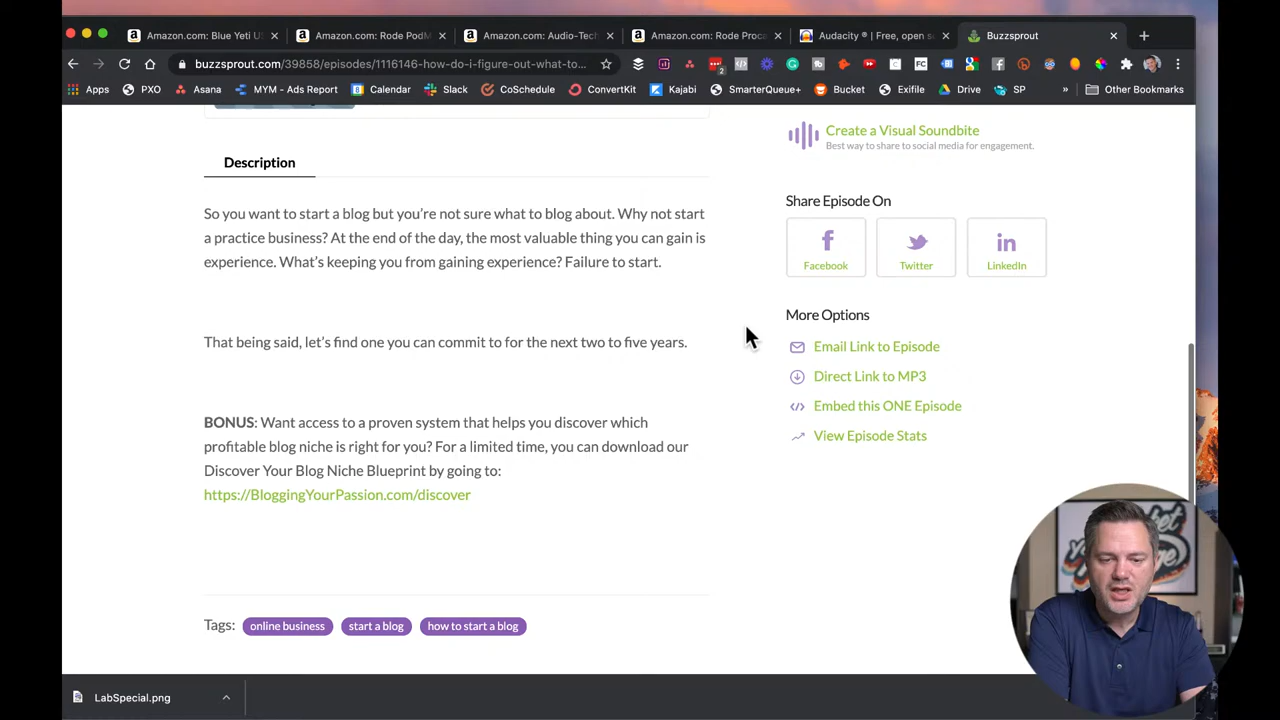 Amazon.com: Blue Yeti U
Amazon.com: Rode PodM
Amazon.com: Audio-Tech
Amazon.com: Rode Proca
Audacity ® | Free, open s
Buzzsprout
buzzsprout.com/39858/episodes/1116146-how-do-i-figure-out-what-to...
2
FC
Apps
PXO
Asana
MYM - Ads Report
Calendar
Slack
CoSchedule
ConvertKit
Kajabi
SmarterQueue+
Bucket
Exifile
Drive
SP
»
Other Bookmarks
Create a Visual Soundbite
Best way to share to social media for engagement.
Description
So you want to start a blog but you're not sure what to blog about. Why not start
a practice business? At the end of the day, the most valuable thing you can gain is
experience. What's keeping you from gaining experience? Failure to start.
That being said, let's find one you can commit to for the next two to five years.
BONUS: Want access to a proven system that helps you discover which
profitable blog niche is right for you? For a limited time, you can download our
Discover Your Blog Niche Blueprint by going to:
https://BloggingYourPassion.com/discover
Tags: online business start a blog how to start a blog
Share Episode On
Facebook
Twitter
LinkedIn
More Options
Email Link to Episode
Direct Link to MP3
Embed this ONE Episode
View Episode Stats
LabSpecial.png